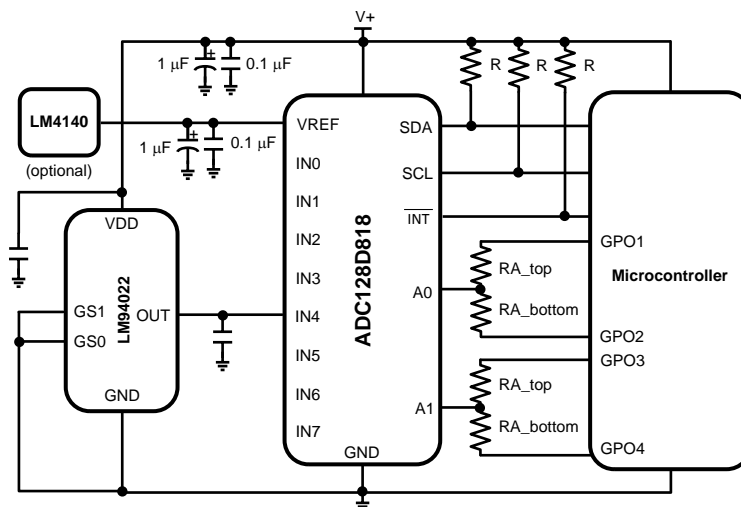 V+
1 μF
+
0.1 μF
R
R
R
LM4140
(optional)
1 μF
+
0.1 μF
VREF
IN0
IN1
IN2
IN3
IN4
IN5
IN6
IN7
GND
ADC128D818
SDA
SCL
INT
A0
A1
VDD
GS1
GS0
OUT
GND
LM94022
RA_top
RA_bottom
RA_top
RA_bottom
GPO1
Microcontroller
GPO2
GPO3
GPO4